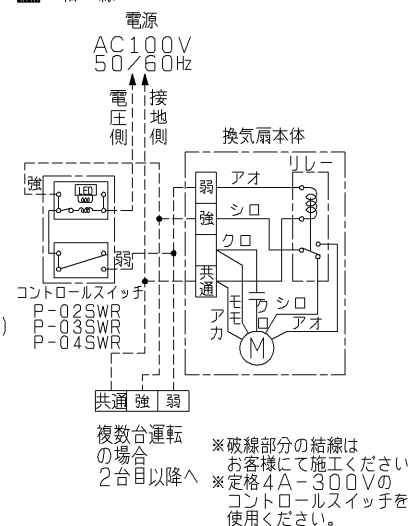 電源
AC100V
50/60Hz
電圧側
接地側
換気扇本体
リレー
強
LED
弱
弱
強
共通
アオ
シロ
クロ
コントロールスイッチ
P-02SWR
P-03SWR
P-04SWR
)
アカ
モモ
クロ
シロ
アオ
M
共通 強 弱
複数台運転
の場合
2台目以降へ
※破線部分の結線は
お客様にて施工ください
※定格4A-300Vの
コントロールスイッチを
使用ください。